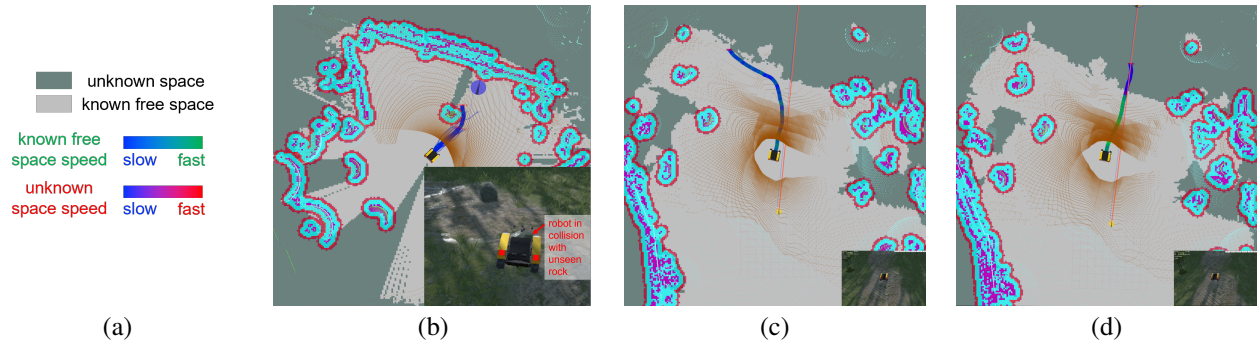 unknown space
known free space
known free
space speed
slow fast
unknown
space speed
slow fast
robot in
collision
with
unseen
rock
(a)
(b)
(c)
(d)